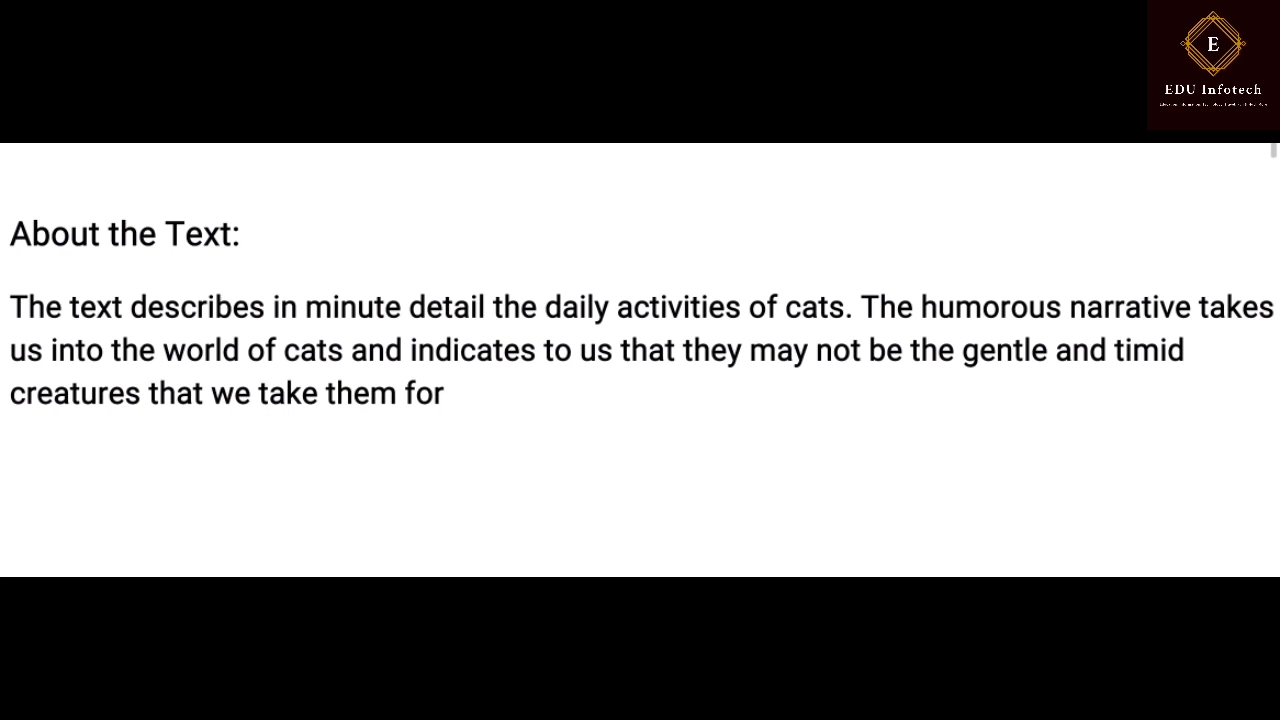 E
EDU Infotech
About the Text:
The text describes in minute detail the daily activities of cats. The humorous narrative takes
us into the world of cats and indicates to us that they may not be the gentle and timid
creatures that we take them for